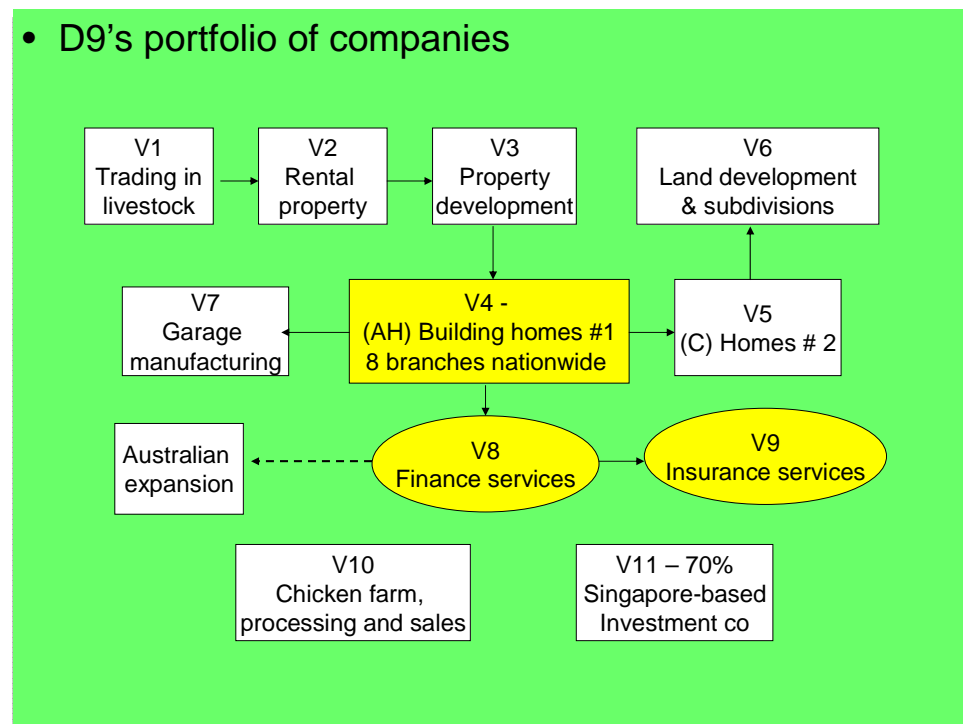 • D9’s portfolio of companies
V1
Trading in
livestock
V2
Rental
property
V3
Property
development
V6
Land development
& subdivisions
V7
Garage
manufacturing
V4 -
(AH) Building homes #1
8 branches nationwide
V5
(C) Homes # 2
Australian
expansion
V8
Finance services
V9
Insurance services
V10
Chicken farm,
processing and sales
V11 – 70%
Singapore-based
Investment co